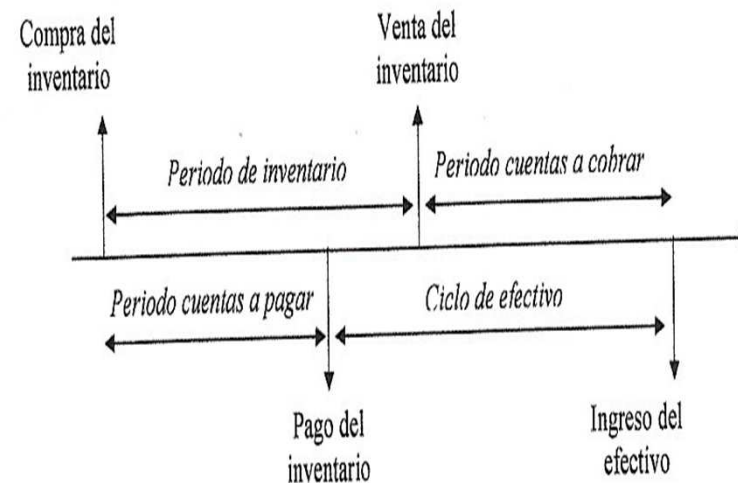 Compra del
inventario
Venta del
inventario
Periodo de inventario
Periodo cuentas a cobrar
Periodo cuentas a pagar
Ciclo de efectivo
Pago del
inventario
Ingreso del
efectivo